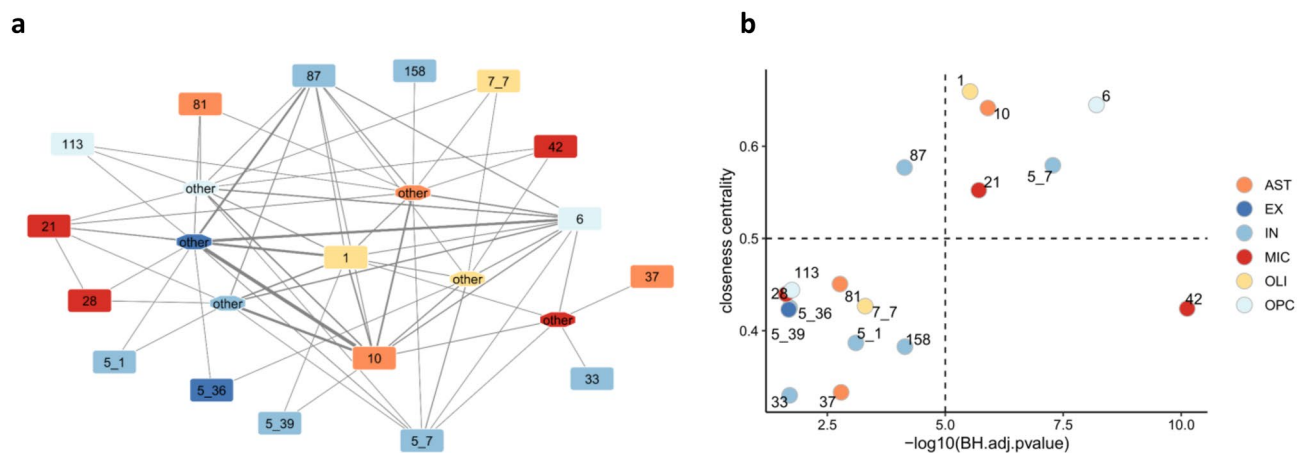 a
b
87
158
7_7
81
113
42
other
other
21
6
other
1
other
37
28
other
other
10
5_1
5_36
33
5_39
5_7
closeness centrality
0.6
0.5
0.4
1
6
10
87
5_7
21
113
28
81
7_7
5_36
42
5_39
5_1
158
33
37
2.5
5.0
7.5
10.0
−log10(BH.adj.pvalue)
AST
EX
IN
MIC
OLI
OPC